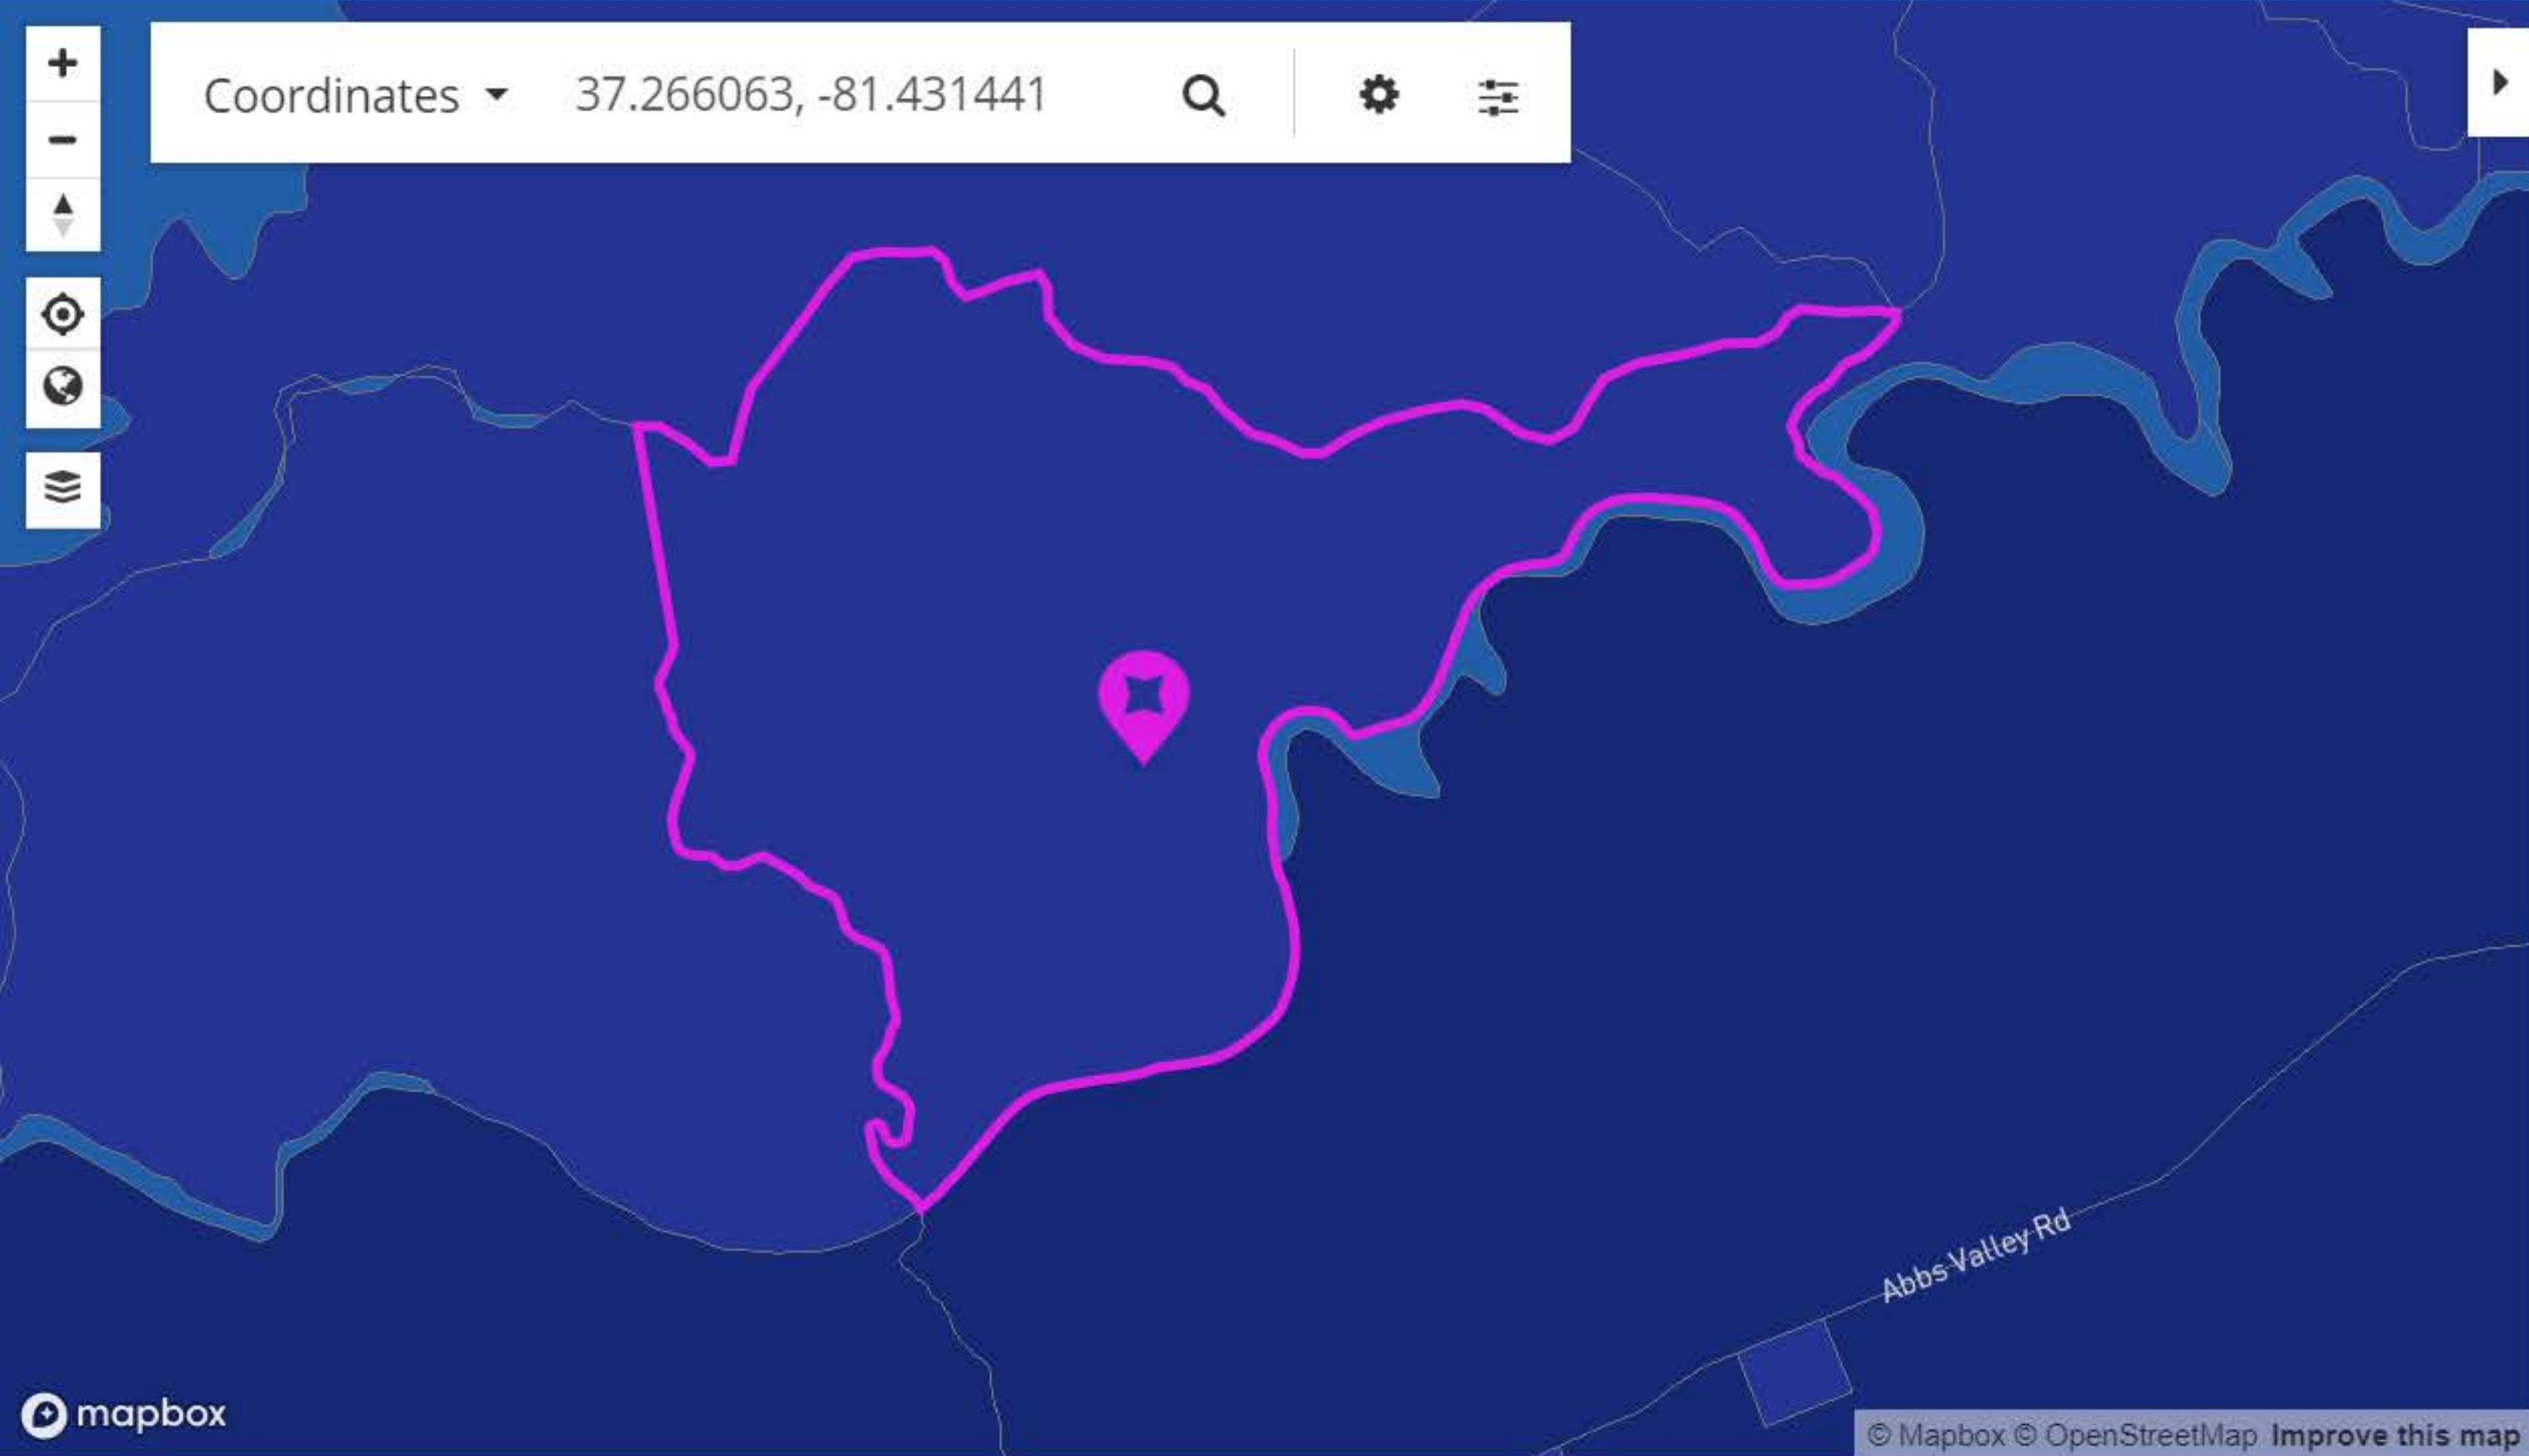 Coordinates 37.266063, -81.431441
Abbs Valley Rd
mapbox
© Mapbox © OpenStreetMap Improve this map